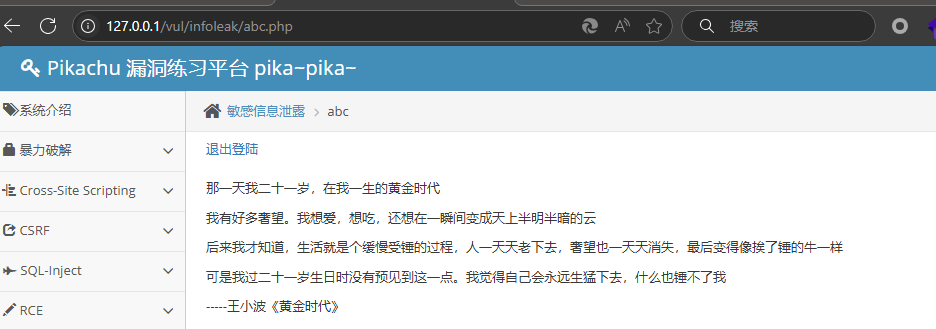 127.0.0.1/vul/infoleak/abc.php
搜索
Pikachu 漏洞练习平台 pika~pika~
系统介绍
敏感信息泄露 > abc
暴力破解
退出登陆
Cross-Site Scripting
那一天我二十一岁，在我一生的黄金时代
CSRF
我有好多奢望。我想爱，想吃，还想在一瞬间变成天上半明半暗的云
后来我才知道，生活就是个缓慢受锤的过程，人一天天老下去，奢望也一天天消失，最后变得像挨了锤的牛一样
SQL-Inject
可是我过二十一岁生日时没有预见到这一点。我觉得自己会永远生猛下去，什么也锤不了我
RCE
-----王小波《黄金时代》